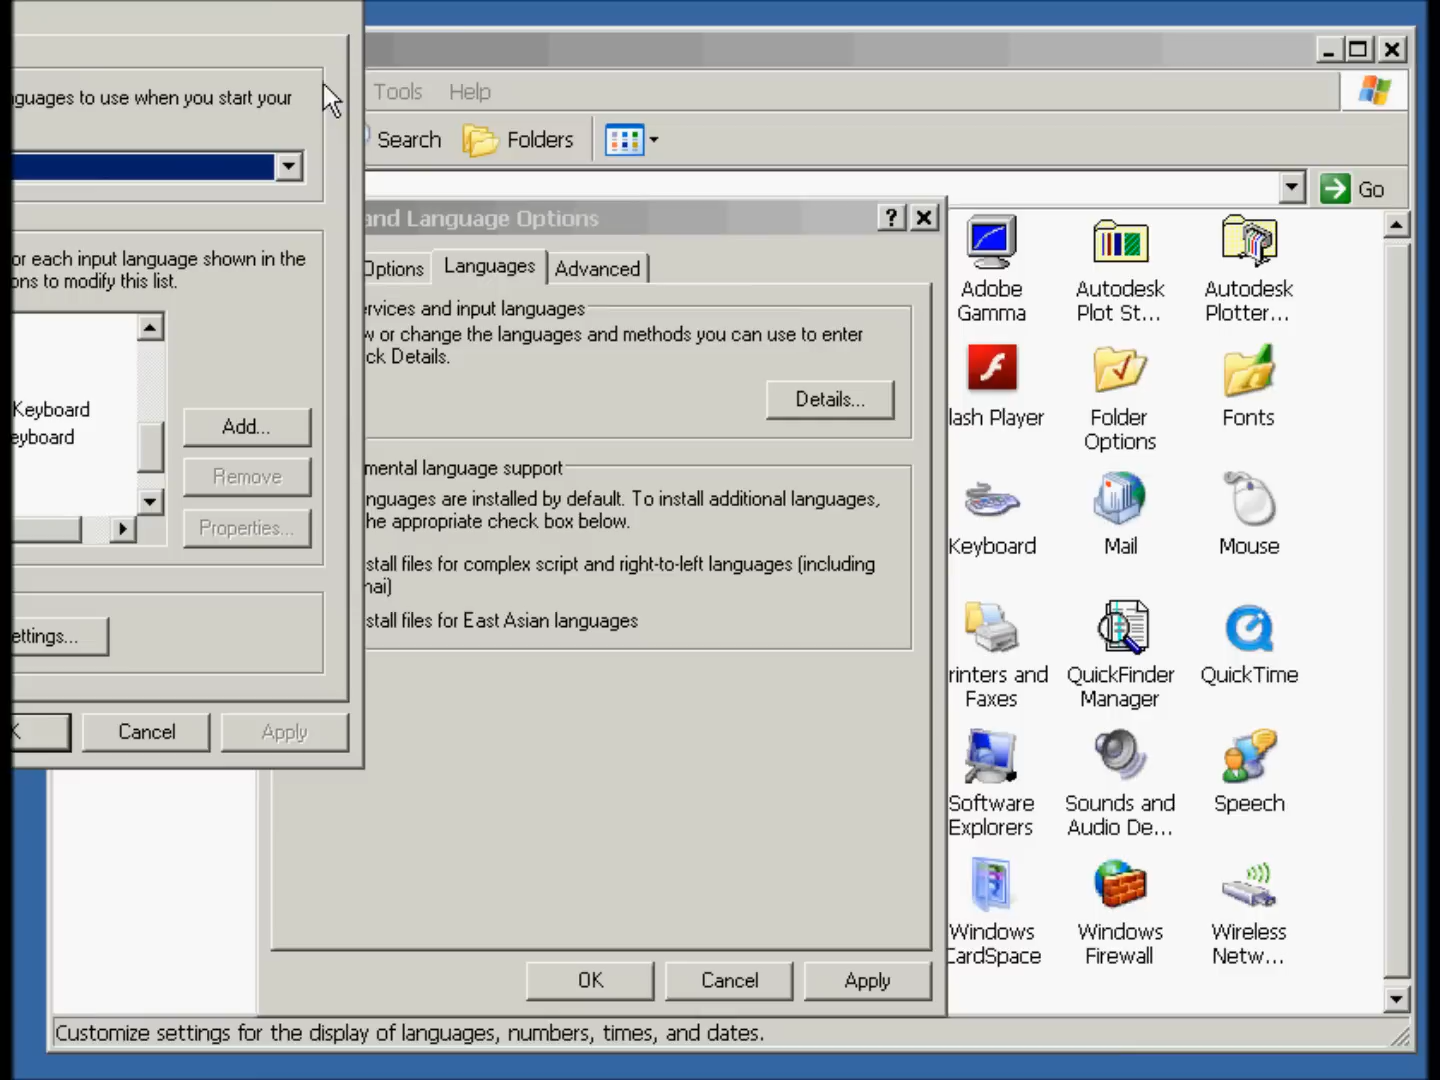 nguages to use when you start your
or each input language shown in the
ons to modify this list.
Keyboard
eyboard
Add...
Remove
Properties...
ettings...
K
Cancel
Apply
Tools
Help
Search
Folders
Go
and Language Options
Options
Languages
Advanced
ervices and input languages
w or change the languages and methods you can use to enter
ck Details.
Details...
mental language support
nguages are installed by default. To install additional languages,
he appropriate check box below.
stall files for complex script and right-to-left languages (including
hai)
stall files for East Asian languages
OK
Cancel
Apply
Adobe
Gamma
Autodesk
Plot St...
Autodesk
Plotter...
lash Player
Folder
Options
Fonts
Keyboard
Mail
Mouse
rinters and
Faxes
QuickFinder
Manager
QuickTime
Software
Explorers
Sounds and
Audio De...
Speech
Windows
CardSpace
Windows
Firewall
Wireless
Netw...
Customize settings for the display of languages, numbers, times, and dates.